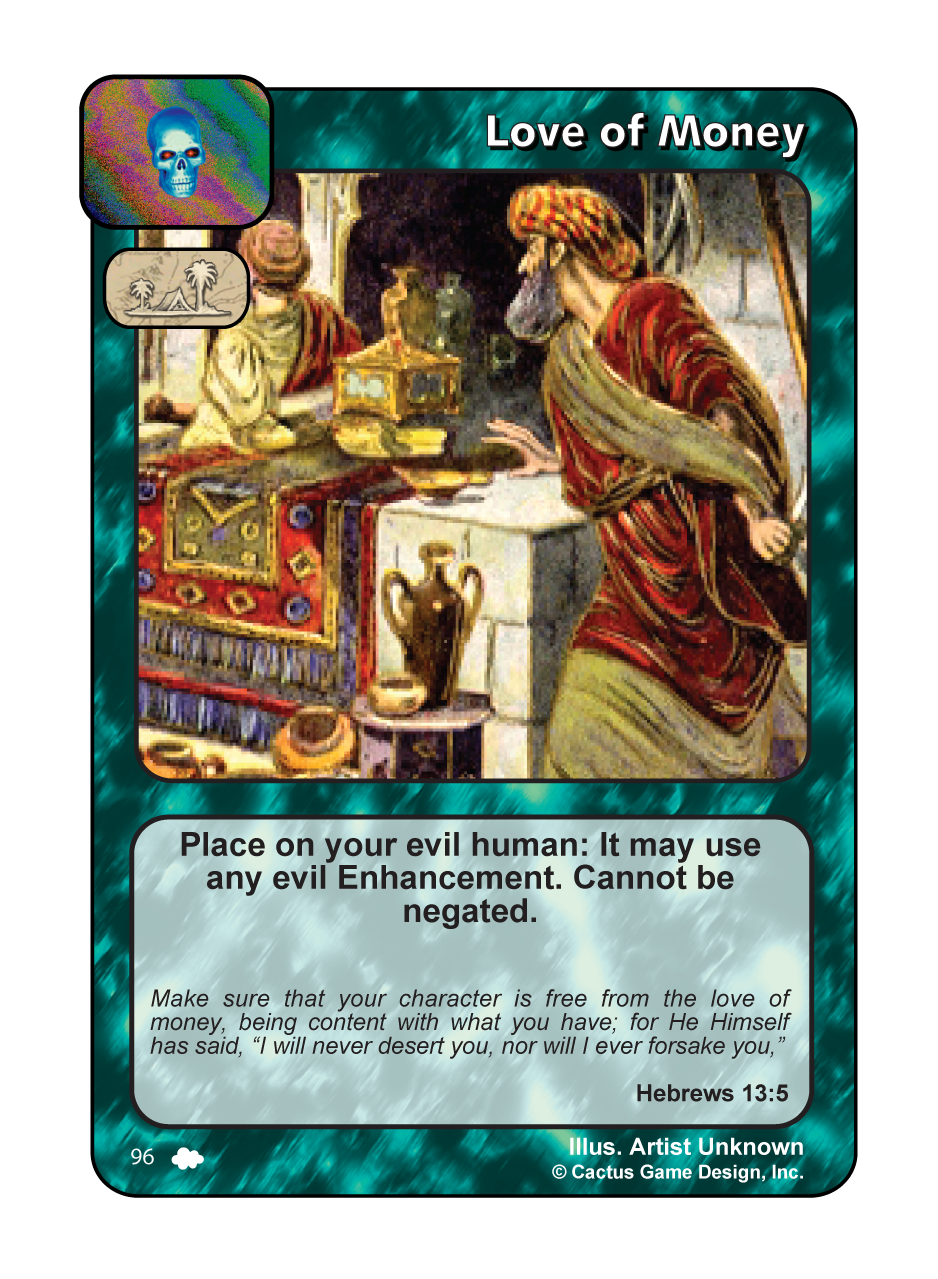 Love of Money
Place on your evil human: It may use
any evil Enhancement. Cannot be
negated.
Make sure that your character is free from the love of
money, being content with what you have; for He Himself
has said, “I will never desert you, nor will I ever forsake you,”
Hebrews 13:5
96
Illus. Artist Unknown
© Cactus Game Design, Inc.